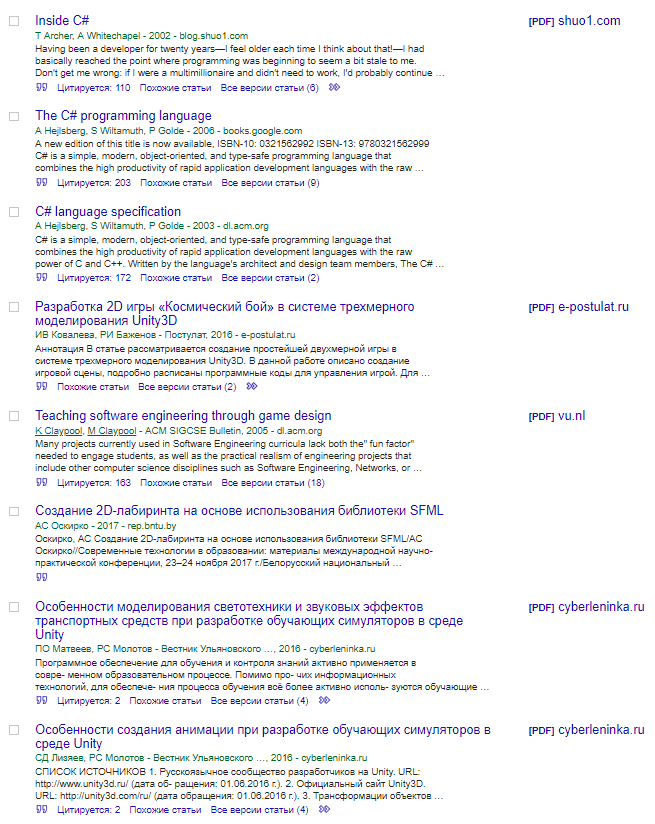 Inside C#
[PDF] shuo1.com
T Archer, A Whitechapel - 2002 - blog.shuo1.com
Having been a developer for twenty years—I feel older each time I think about that!—I had
basically reached the point where programming was beginning to seem a bit stale to me.
Don't get me wrong: if I were a multimillionaire and didn't need to work, I'd probably continue …
Цитируется: 110 Похожие статьи Все версии статьи (6)
The C# programming language
A Hejlsberg, S Wiltamuth, P Golde - 2006 - books.google.com
A new edition of this title is now available, ISBN-10: 0321562992 ISBN-13: 9780321562999
C# is a simple, modern, object-oriented, and type-safe programming language that
combines the high productivity of rapid application development languages with the raw …
Цитируется: 203 Похожие статьи Все версии статьи (9)
C# language specification
A Hejlsberg, S Wiltamuth, P Golde - 2003 - dl.acm.org
C# is a simple, modern, object-oriented, and type-safe programming language that
combines the high productivity of rapid application development languages with the raw
power of C and C++. Written by the language's architect and design team members, The C# …
Цитируется: 172 Похожие статьи Все версии статьи (2)
Разработка 2D игры «Космический бой» в системе трехмерного
моделирования Unity3D
[PDF] e-postulat.ru
ИВ Ковалева, РИ Баженов - Постулат, 2016 - e-postulat.ru
Аннотация В статье рассматривается создание простейшей двухмерной игры в
системе трехмерного моделирования Unity3D. В данной работе описано создание
игровой сцены, подробно расписаны программные коды для управления игрой. Для …
Похожие статьи Все версии статьи (2)
Teaching software engineering through game design
[PDF] vu.nl
K Claypool, M Claypool - ACM SIGCSE Bulletin, 2005 - dl.acm.org
Many projects currently used in Software Engineering curricula lack both the" fun factor"
needed to engage students, as well as the practical realism of engineering projects that
include other computer science disciplines such as Software Engineering, Networks, or …
Цитируется: 163 Похожие статьи Все версии статьи (18)
Создание 2D-лабиринта на основе использования библиотеки SFML
АС Оскирко - 2017 - rep.bntu.by
Оскирко, АС Создание 2D-лабиринта на основе использования библиотеки SFML/АС
Оскирко//Современные технологии в образовании: материалы международной научно-
практической конференции, 23–24 ноября 2017 г./Белорусский национальный …
Особенности моделирования светотехники и звуковых эффектов
транспортных средств при разработке обучающих симуляторов в среде
Unity
[PDF] cyberleninka.ru
ПО Матвеев, РС Молотов - Вестник Ульяновского …, 2016 - cyberleninka.ru
Программное обеспечение для обучения и контроля знаний активно применяется в
совре- менном образовательном процессе. Помимо про- чих информационных
технологий, для обеспече- ния процесса обучения всё более активно исполь- зуются обучающие …
Цитируется: 2 Похожие статьи Все версии статьи (4)
Особенности создания анимации при разработке обучающих симуляторов в
среде Unity
[PDF] cyberleninka.ru
СД Лизяев, РС Молотов - Вестник Ульяновского …, 2016 - cyberleninka.ru
СПИСОК ИСТОЧНИКОВ 1. Русскоязычное сообщество разработчиков на Unity. URL:
http://www.unity3d.ru/ (дата об- ращения: 01.06.2016 г.). 2. Официальный сайт Unity3D.
URL: http://unity3d.com/ru/ (дата обращения: 01.06.2016 г.). 3. Трансформации объектов …
Цитируется: 2 Похожие статьи Все версии статьи (4)